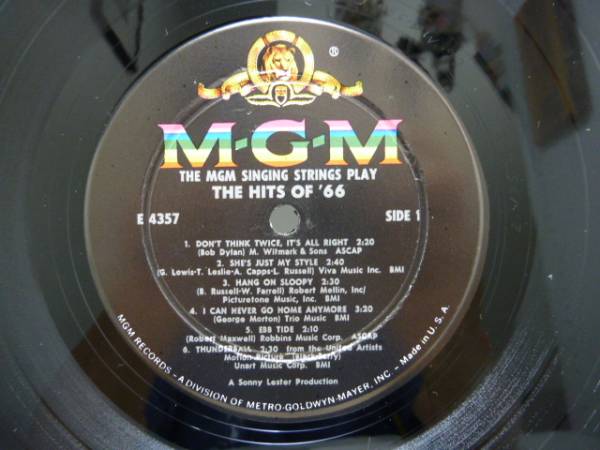 ®
M-G-M
THE MGM SINGING STRINGS PLAY
THE HITS OF '66
E 4357 SIDE 1
1. DON'T THINK TWICE, IT'S ALL RIGHT 2:20
(Bob Dylan) M. Witmark & Sons ASCAP
2. SHE'S JUST MY STYLE 2:40
(G. Lewis-T. Leslie-A. Capps-L. Russell) Viva Music Inc. BMI
3. HANG ON SLOOPY 2:30
(B. Russell-W. Farrell) Robert Mellin, Inc/
Picturetone Music, Inc. BMI
4. I CAN NEVER GO HOME ANYMORE 3:20
(George Morton) Trio Music BMI
5. EBB TIDE 2:10
(Robert Maxwell) Robbins Music Corp. ASCAP
6. THUNDERBALL 2:30 from the United Artists
Motion Picture (Black-Barry)
Unart Music Corp. BMI
A Sonny Lester Production
MGM RECORDS - A DIVISION OF METRO-GOLDWYN-MAYER, INC. - Made in U. S. A.